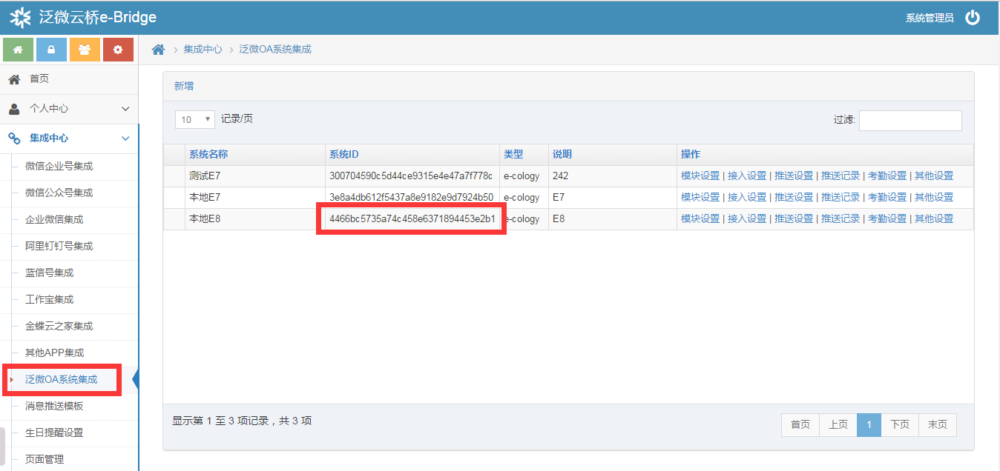 泛微云桥e-Bridge
系统管理员
集成中心 > 泛微OA系统集成
首页
个人中心
集成中心
微信企业号集成
微信公众号集成
企业微信集成
阿里钉钉号集成
蓝信号集成
工作宝集成
金蝶云之家集成
其他APP集成
泛微OA系统集成
消息推送模板
生日提醒设置
页面管理
新增
10 记录/页
过滤:
系统名称 系统ID 类型 说明 操作
测试E7 300704590c5d44ce9315e4e47a7f778c e-cology 242 模块设置 | 接入设置 | 推送设置 | 推送记录 | 考勤设置 | 其他设置
本地E7 3e8a4db612f5437a8e9182e9d7924b50 e-cology E7 模块设置 | 接入设置 | 推送设置 | 推送记录 | 考勤设置 | 其他设置
本地E8 4466bc5735a74c458e6371894453e2b1 e-cology E8 模块设置 | 接入设置 | 推送设置 | 推送记录 | 考勤设置 | 其他设置
显示第 1 至 3 项记录，共 3 项
首页 上页 1 下页 末页